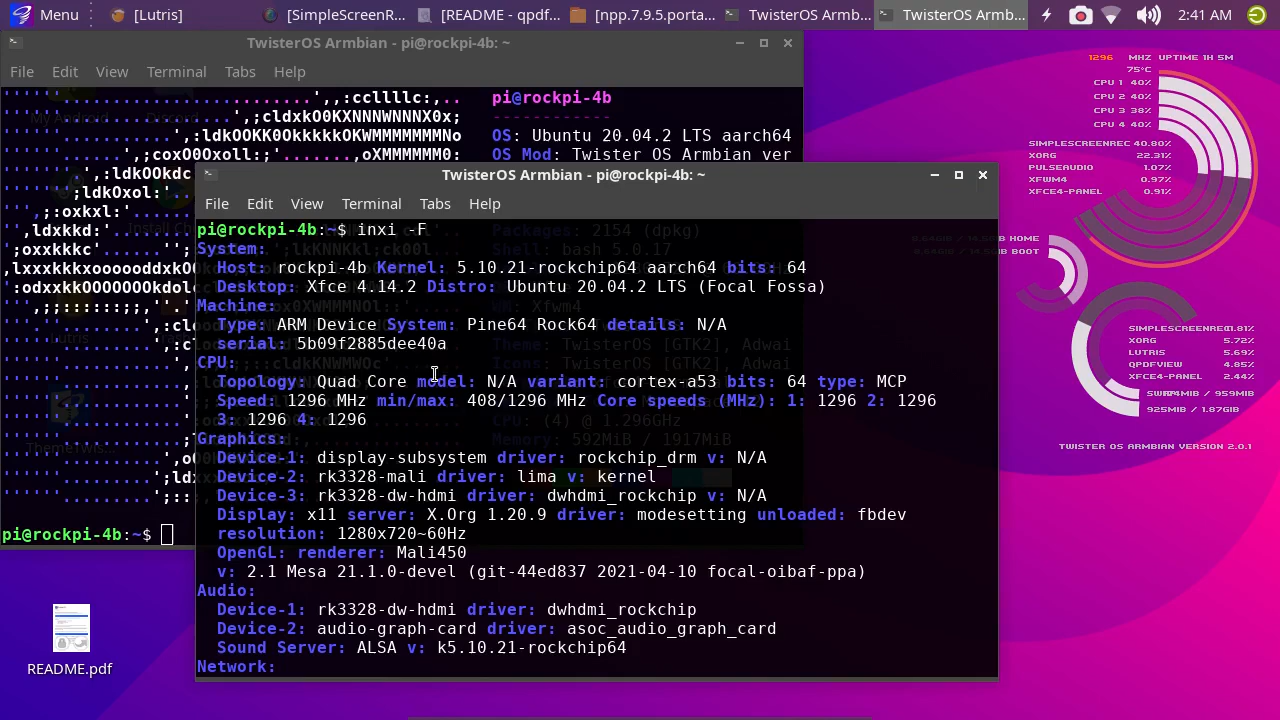 Menu [Lutris] [SimpleScreenR... [README - qpdf... [npp.7.9.5.porta... TwisterOS Armb... TwisterOS Armb... 2:41 AM
TwisterOS Armbian - pi@rockpi-4b: ~
File Edit View Terminal Tabs Help
pi@rockpi-4b
------------
OS: Ubuntu 20.04.2 LTS aarch64
OS Mod: Twister OS Armbian ver
TwisterOS Armbian - pi@rockpi-4b: ~
File Edit View Terminal Tabs Help
pi@rockpi-4b:~$ inxi -F
System:
Host: rockpi-4b Kernel: 5.10.21-rockchip64 aarch64 bits: 64
Desktop: Xfce 4.14.2 Distro: Ubuntu 20.04.2 LTS (Focal Fossa)
Machine:
Type: ARM Device System: Pine64 Rock64 details: N/A
serial: 5b09f2885dee40a
CPU:
Topology: Quad Core model: N/A variant: cortex-a53 bits: 64 type: MCP
Speed: 1296 MHz min/max: 408/1296 MHz Core speeds (MHz): 1: 1296 2: 1296
3: 1296 4: 1296
Graphics:
Device-1: display-subsystem driver: rockchip_drm v: N/A
Device-2: rk3328-mali driver: lima v: kernel
Device-3: rk3328-dw-hdmi driver: dwhdmi_rockchip v: N/A
Display: x11 server: X.Org 1.20.9 driver: modesetting unloaded: fbdev
resolution: 1280x720~60Hz
OpenGL: renderer: Mali450
v: 2.1 Mesa 21.1.0-devel (git-44ed837 2021-04-10 focal-oibaf-ppa)
Audio:
Device-1: rk3328-dw-hdmi driver: dwhdmi_rockchip
Device-2: audio-graph-card driver: asoc_audio_graph_card
Sound Server: ALSA v: k5.10.21-rockchip64
Network:
pi@rockpi-4b:~$
README.pdf
1296 MHZ UPTIME 1H 5M
75°C
CPU 1 40%
CPU 2 40%
CPU 3 38%
CPU 4 40%
SIMPLESCREENREC 40.80%
XORG 22.31%
PULSEAUDIO 1.07%
XFWM4 0.97%
XFCE4-PANEL 0.91%
HOME
BOOT
SIMPLESCREENREC
XORG 5.72%
LUTRIS 5.69%
QPDFVIEW 4.85%
XFCE4-PANEL 2.44%
/ 959MIB
925MIB / 1.87GIB
TWISTER OS ARMBIAN VERSION 2.0.1